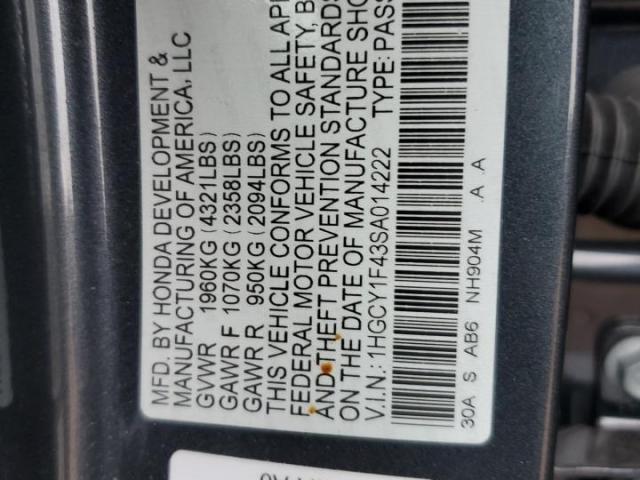 MFD. BY HONDA DEVELOPMENT &
MANUFACTURING OF AMERICA, LLC
GVWR 1960KG (4321LBS)
GAWR F 1070KG (2358LBS)
GAWR R 950KG (2094LBS)
THIS VEHICLE CONFORMS TO ALL APP
FEDERAL MOTOR VEHICLE SAFETY, B
AND THEFT PREVENTION STANDARDS
ON THE DATE OF MANUFACTURE SHO
V.I.N.: 1HGCY1F43SA014222 TYPE: PASS
30A S AB6 NH904M .A A